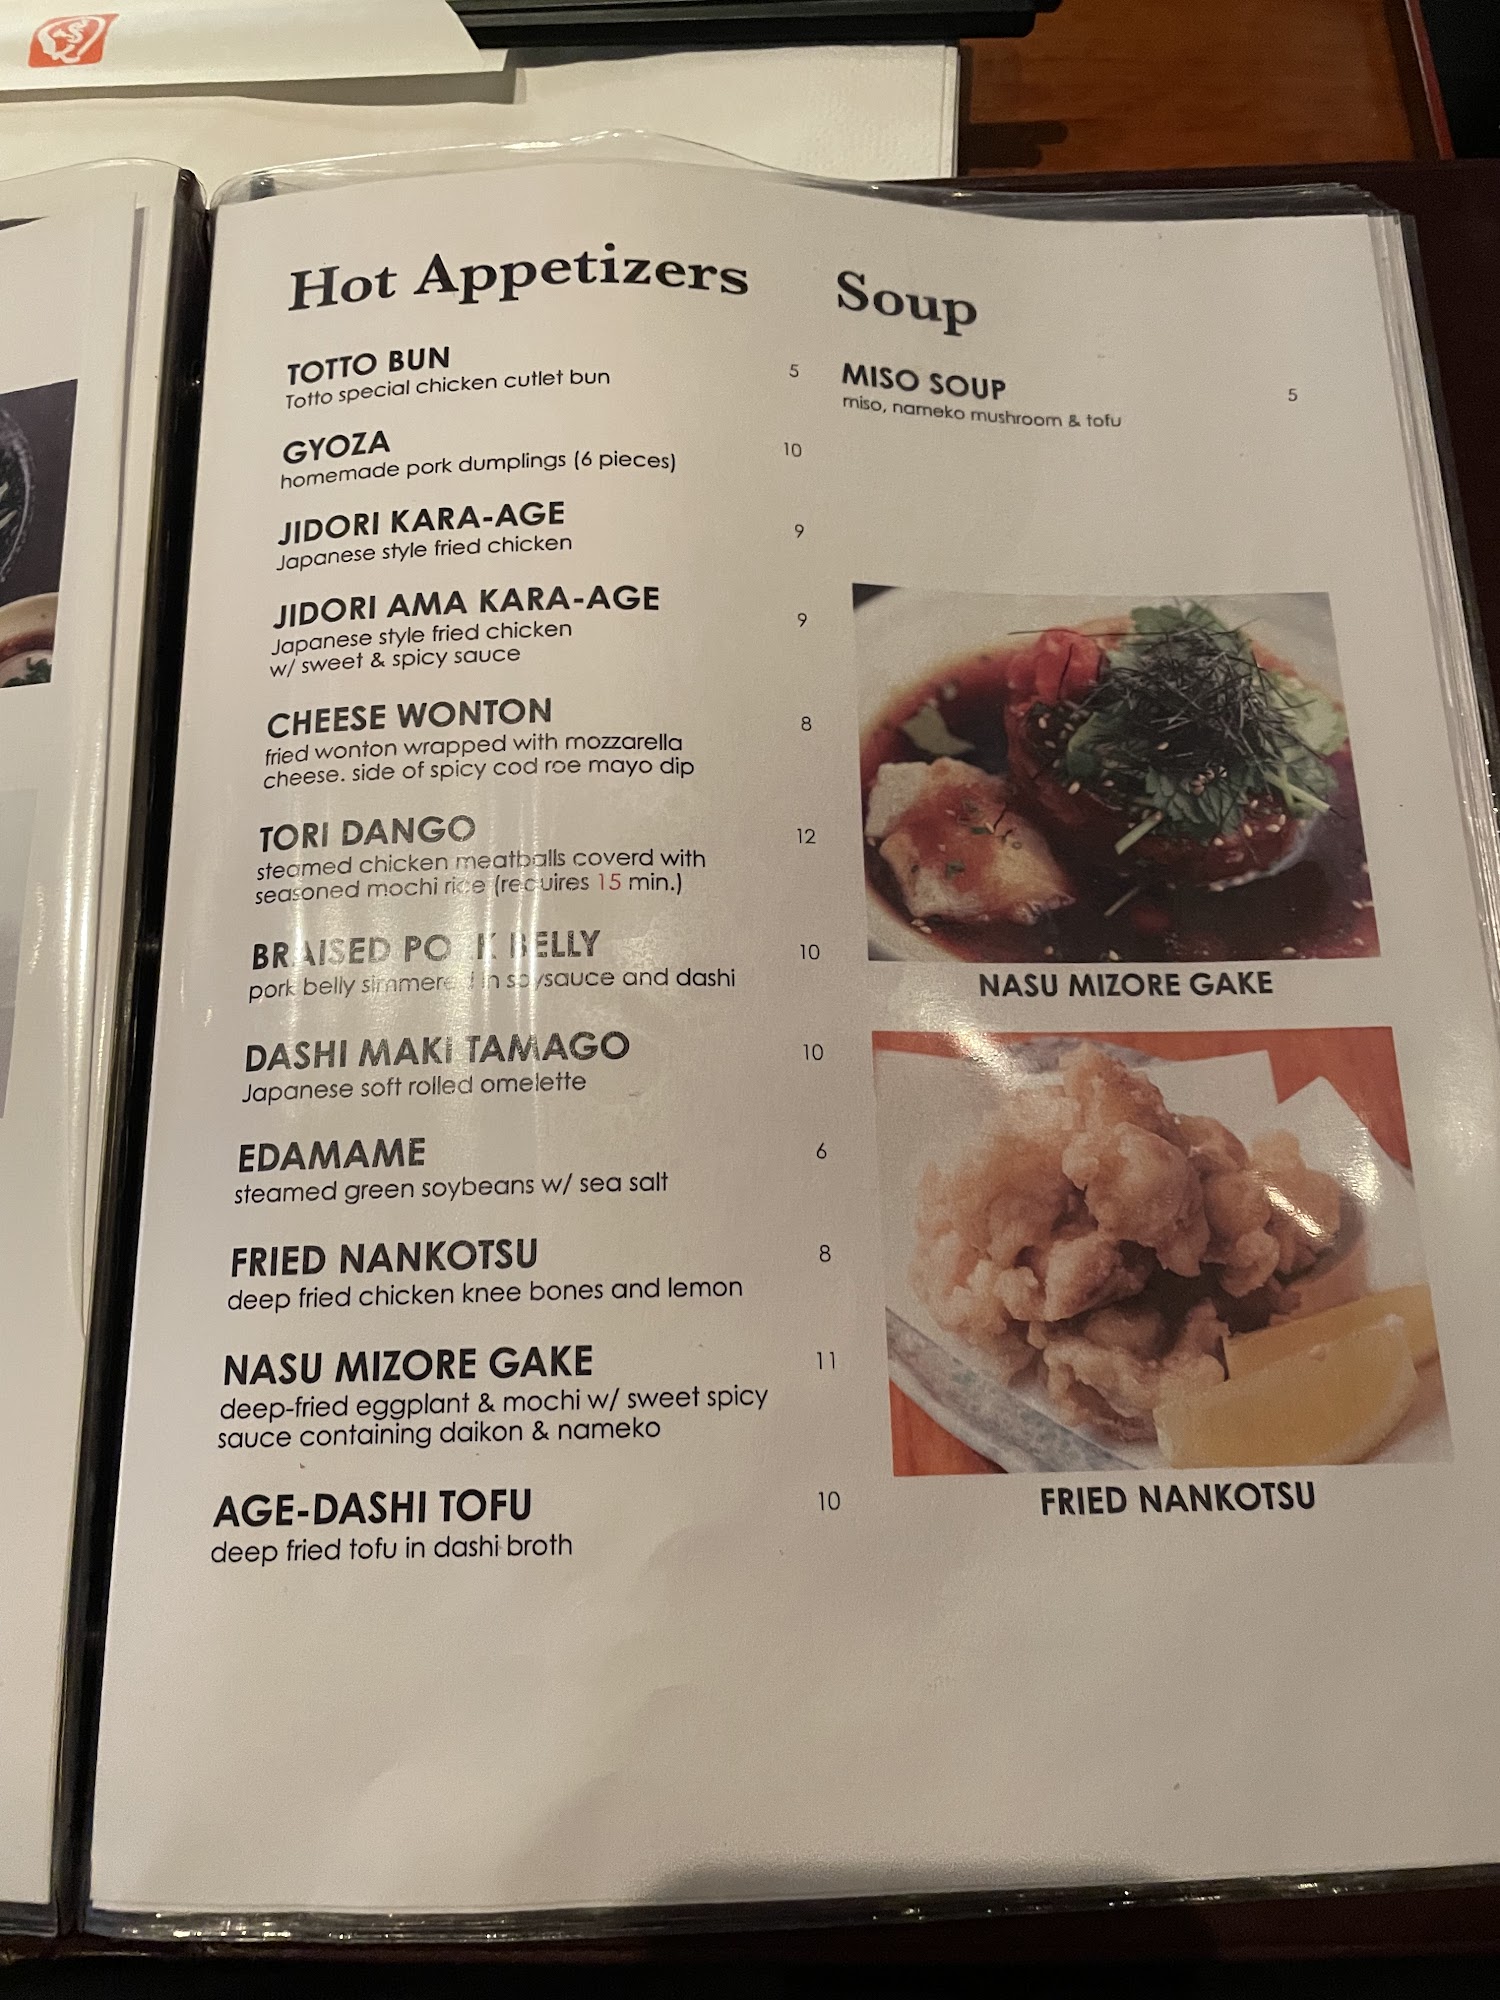 Hot Appetizers
TOTTO BUN 5
Totto special chicken cutlet bun
GYOZA 10
homemade pork dumplings (6 pieces)
JIDORI KARA-AGE 9
Japanese style fried chicken
JIDORI AMA KARA-AGE 9
Japanese style fried chicken
w/ sweet & spicy sauce
CHEESE WONTON 8
fried wonton wrapped with mozzarella
cheese. side of spicy cod roe mayo dip
TORI DANGO 12
steamed chicken meatballs coverd with
seasoned mochi rice (requires 15 min.)
BRAISED PORK BELLY 10
pork belly simmered in soysauce and dashi
DASHI MAKI TAMAGO 10
Japanese soft rolled omelette
EDAMAME 6
steamed green soybeans w/ sea salt
FRIED NANKOTSU 8
deep fried chicken knee bones and lemon
NASU MIZORE GAKE 11
deep-fried eggplant & mochi w/ sweet spicy
sauce containing daikon & nameko
AGE-DASHI TOFU 10
deep fried tofu in dashi broth
Soup
MISO SOUP 5
miso, nameko mushroom & tofu
NASU MIZORE GAKE
FRIED NANKOTSU